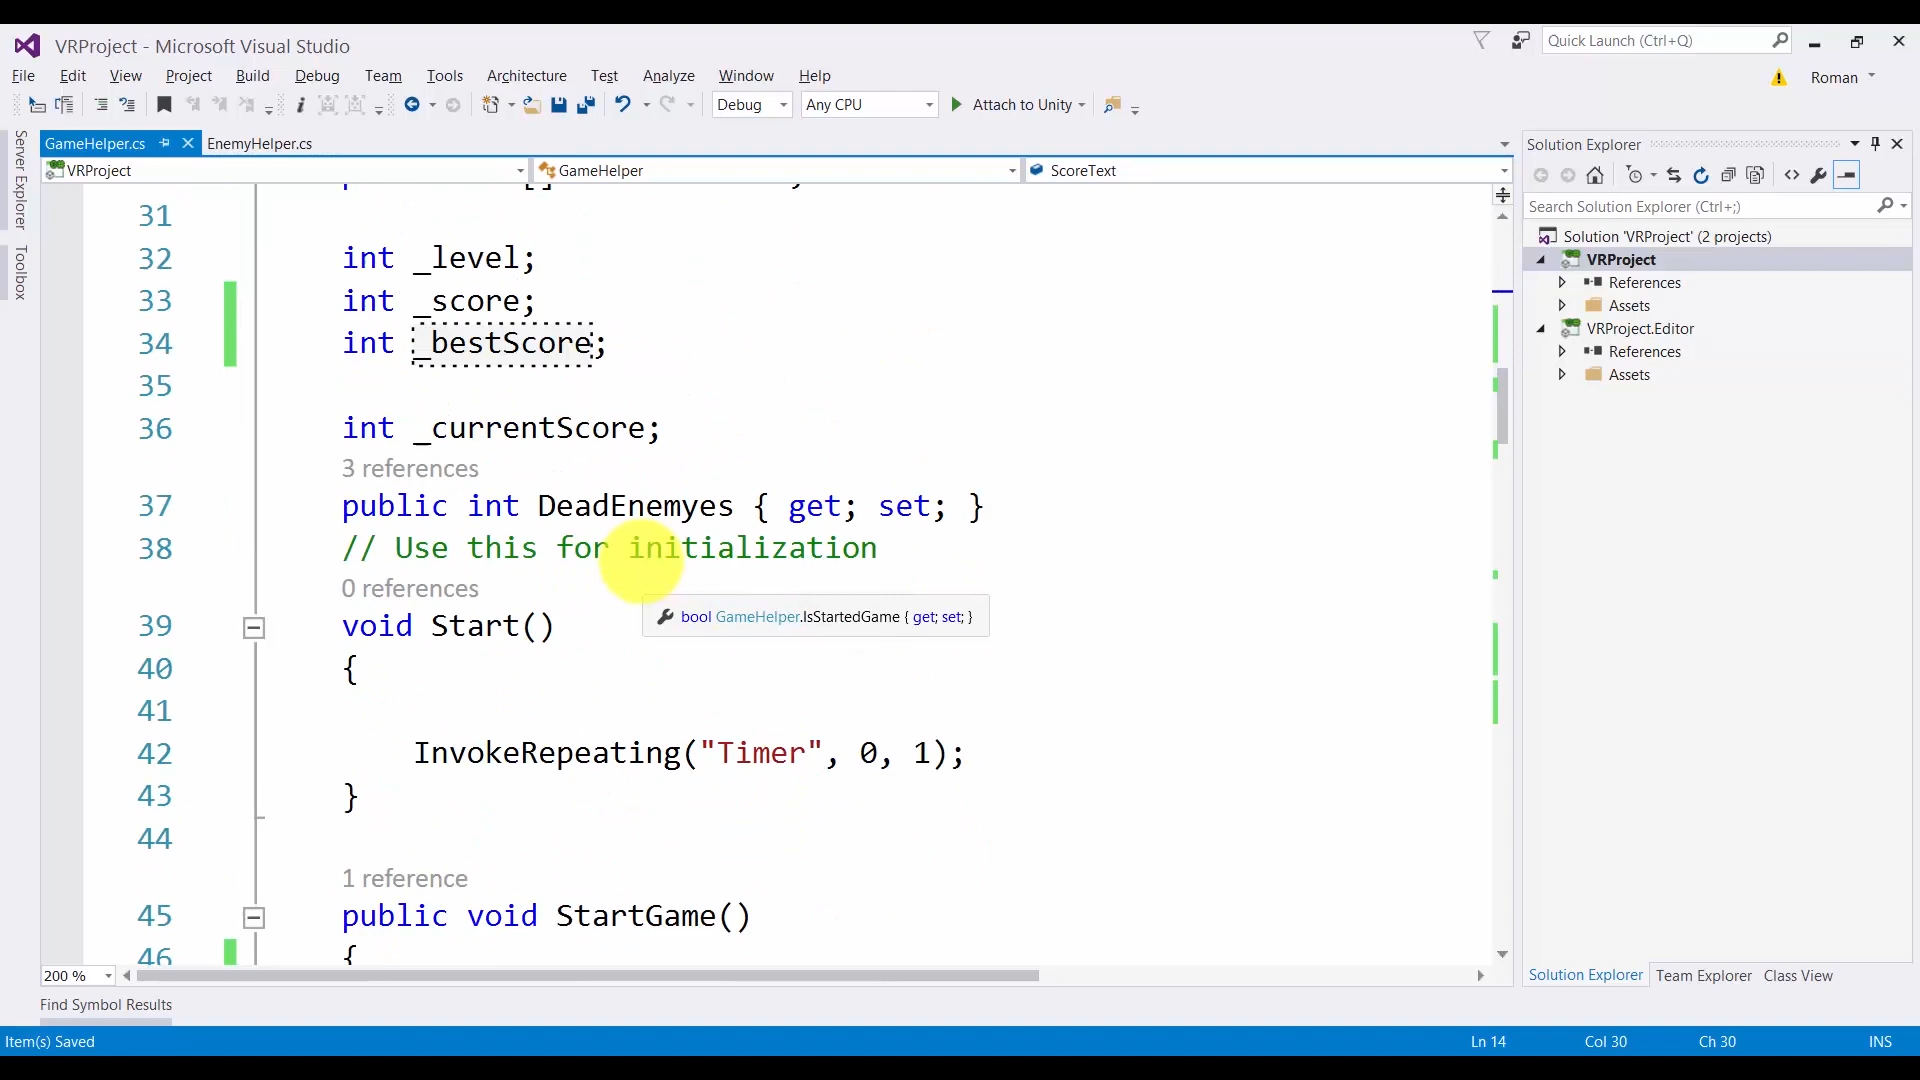 VRProject - Microsoft Visual Studio
Quick Launch (Ctrl+Q)
File Edit View Project Build Debug Team Tools Architecture Test Analyze Window Help
Roman
Debug Any CPU Attach to Unity
Server Explorer
Toolbox
GameHelper.cs EnemyHelper.cs
VRProject GameHelper ScoreText
31
32 int _level;
33 int _score;
34 int _bestScore;
35
36 int _currentScore;
3 references
37 public int DeadEnemyes { get; set; }
38 // Use this for initialization
0 references
bool GameHelper.IsStartedGame { get; set; }
39 void Start()
40 {
41
42 InvokeRepeating("Timer", 0, 1);
43 }
44
1 reference
45 public void StartGame()
46 {
200 %
Solution Explorer
Search Solution Explorer (Ctrl+;)
Solution 'VRProject' (2 projects)
VRProject
References
Assets
VRProject.Editor
References
Assets
Solution Explorer Team Explorer Class View
Find Symbol Results
Item(s) Saved Ln 14 Col 30 Ch 30 INS